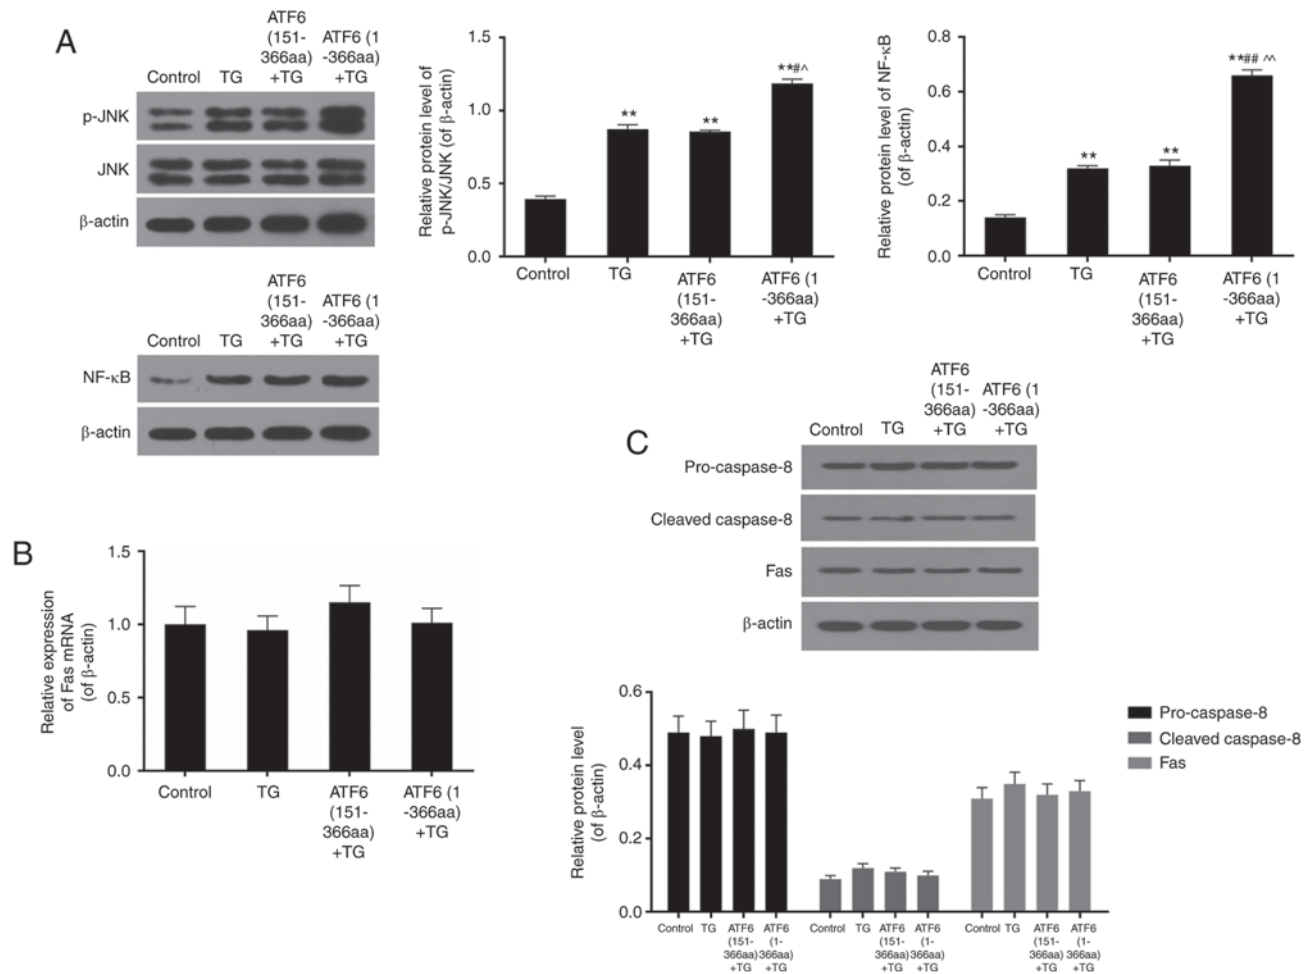 A
Control
TG
ATF6
(151-
366aa)
+TG
ATF6 (1
-366aa)
+TG
p-JNK
JNK
β-actin
Control
TG
ATF6
(151-
366aa)
+TG
ATF6 (1
-366aa)
+TG
NF-κB
β-actin
Relative protein level of
p-JNK/JNK (of β-actin)
1.5
1.0
0.5
0.0
**
**
**#^
Control
TG
ATF6
(151-
366aa)
+TG
ATF6 (1
-366aa)
+TG
Relative protein level of NF-κB
(of β-actin)
0.8
0.6
0.4
0.2
0.0
**
**
**## ^^
Control
TG
ATF6
(151-
366aa)
+TG
ATF6 (1
-366aa)
+TG
B
Relative expression
of Fas mRNA
(of β-actin)
1.5
1.0
0.5
0.0
Control
TG
ATF6
(151-
366aa)
+TG
ATF6 (1
-366aa)
+TG
C
Control
TG
ATF6
(151-
366aa)
+TG
ATF6 (1
-366aa)
+TG
Pro-caspase-8
Cleaved caspase-8
Fas
β-actin
Relative protein level
(of β-actin)
0.6
0.4
0.2
0.0
Control
TG
ATF6
(151-
366aa)
+TG
ATF6
(1-
366aa)
+TG
Control
TG
ATF6
(151-
366aa)
+TG
ATF6
(1-
366aa)
+TG
Control
TG
ATF6
(151-
366aa)
+TG
ATF6
(1-
366aa)
+TG
Pro-caspase-8
Cleaved caspase-8
Fas